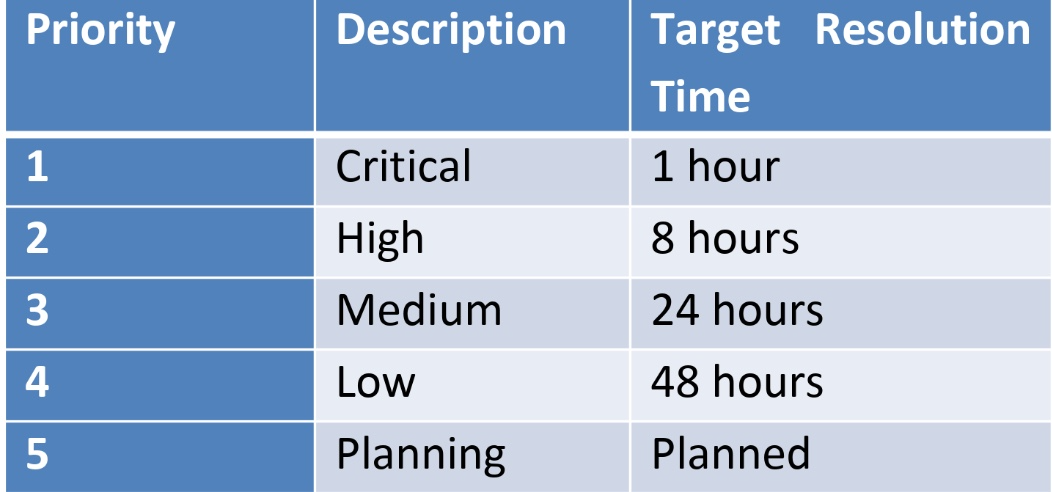 Priority Description Target Resolution
Time
1 Critical 1 hour
2 High 8 hours
3 Medium 24 hours
4 Low 48 hours
5 Planning Planned